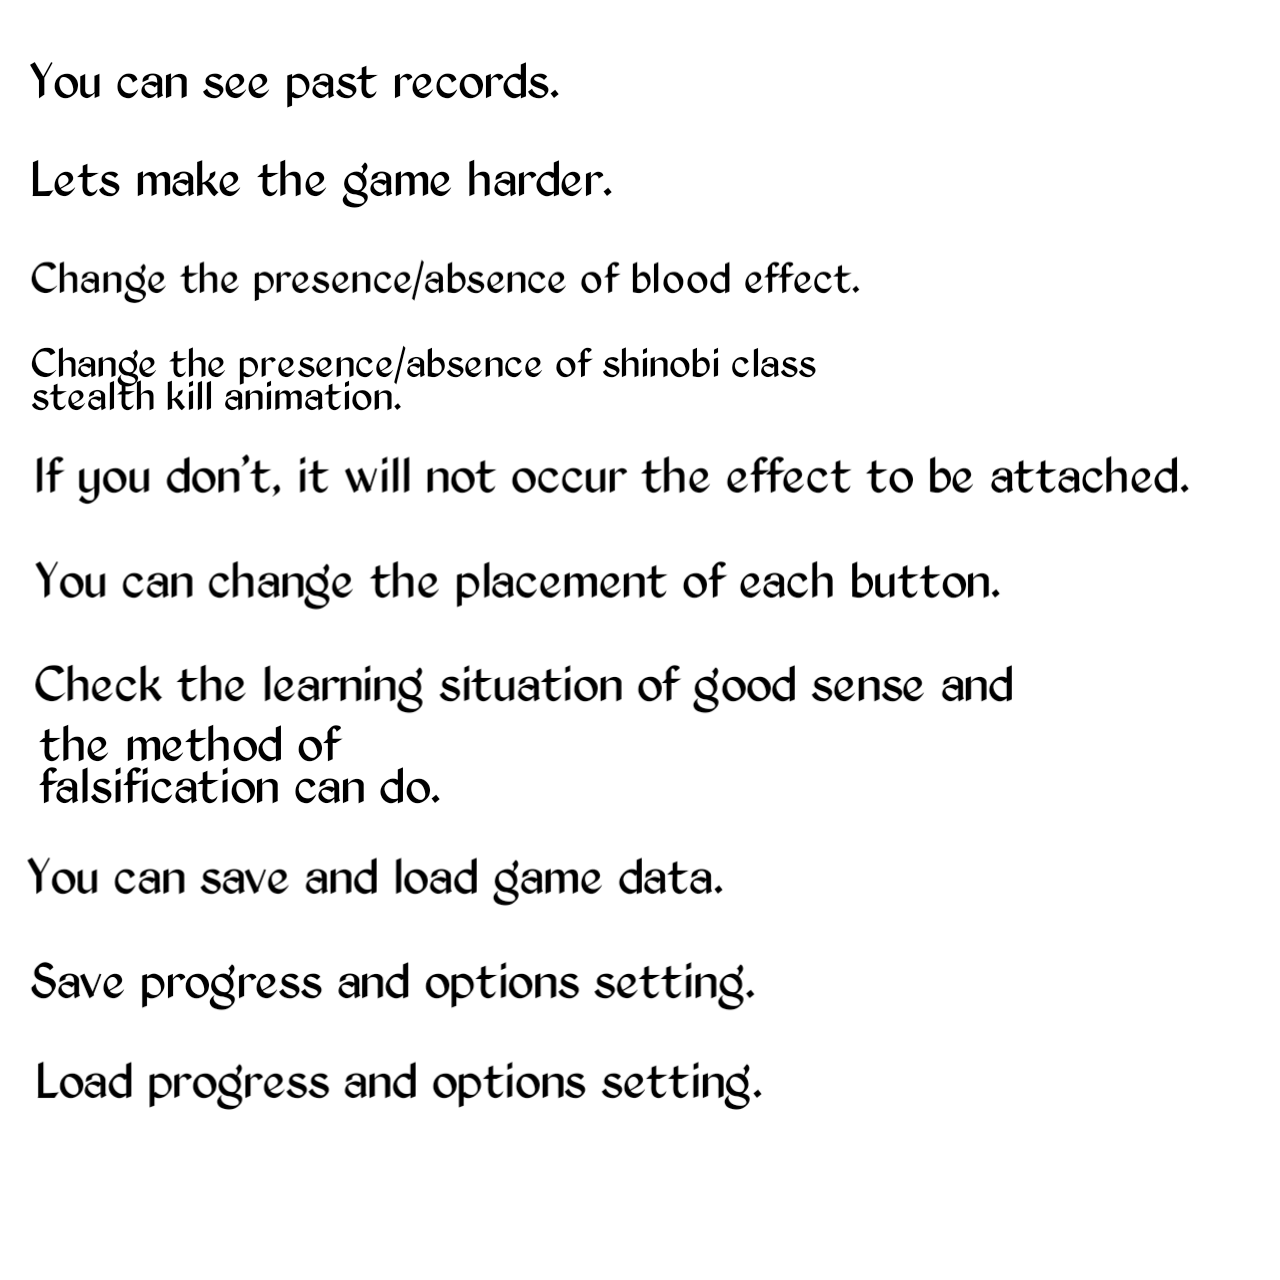 You can see past records.
Lets make the game harder.
Change the presence/absence of blood effect.
Change the presence/absence of shinobi class
stealth kill animation.
If you don't, it will not occur the effect to be attached.
You can change the placement of each button.
Check the learning situation of good sense and
the method of
falsification can do.
You can save and load game data.
Save progress and options setting.
Load progress and options setting.